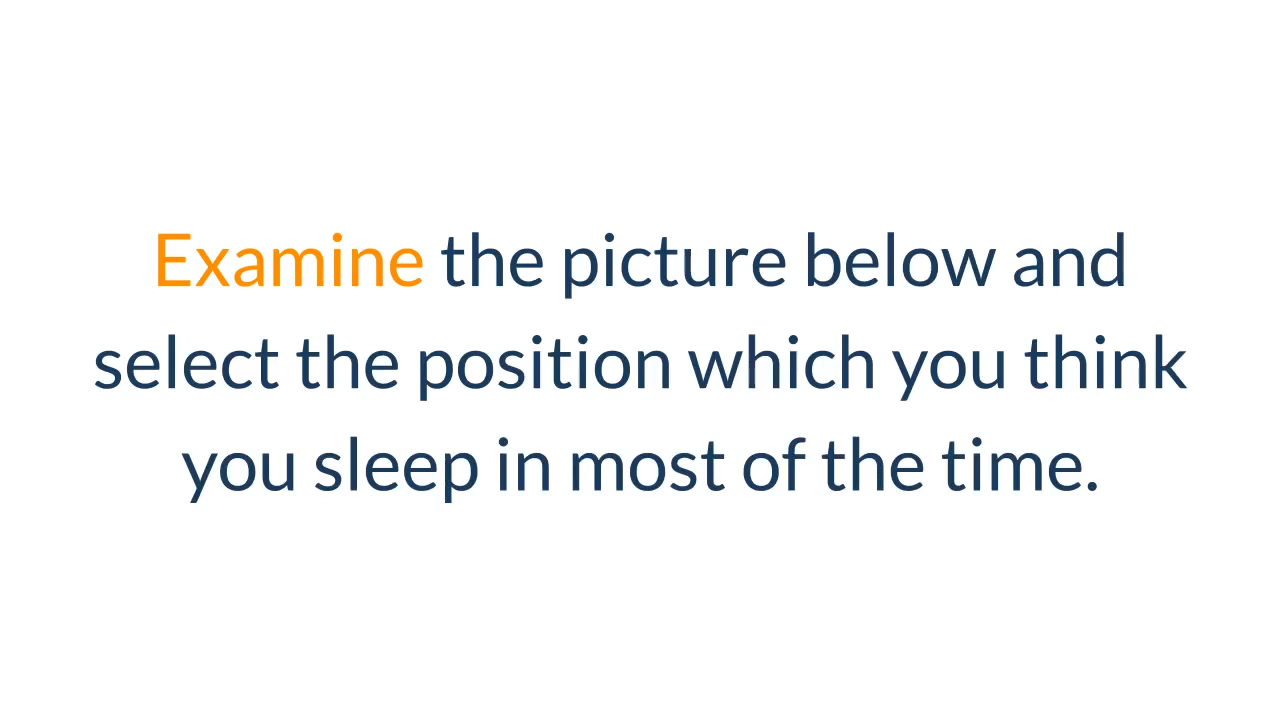 Examine the picture below and
select the position which you think
you sleep in most of the time.